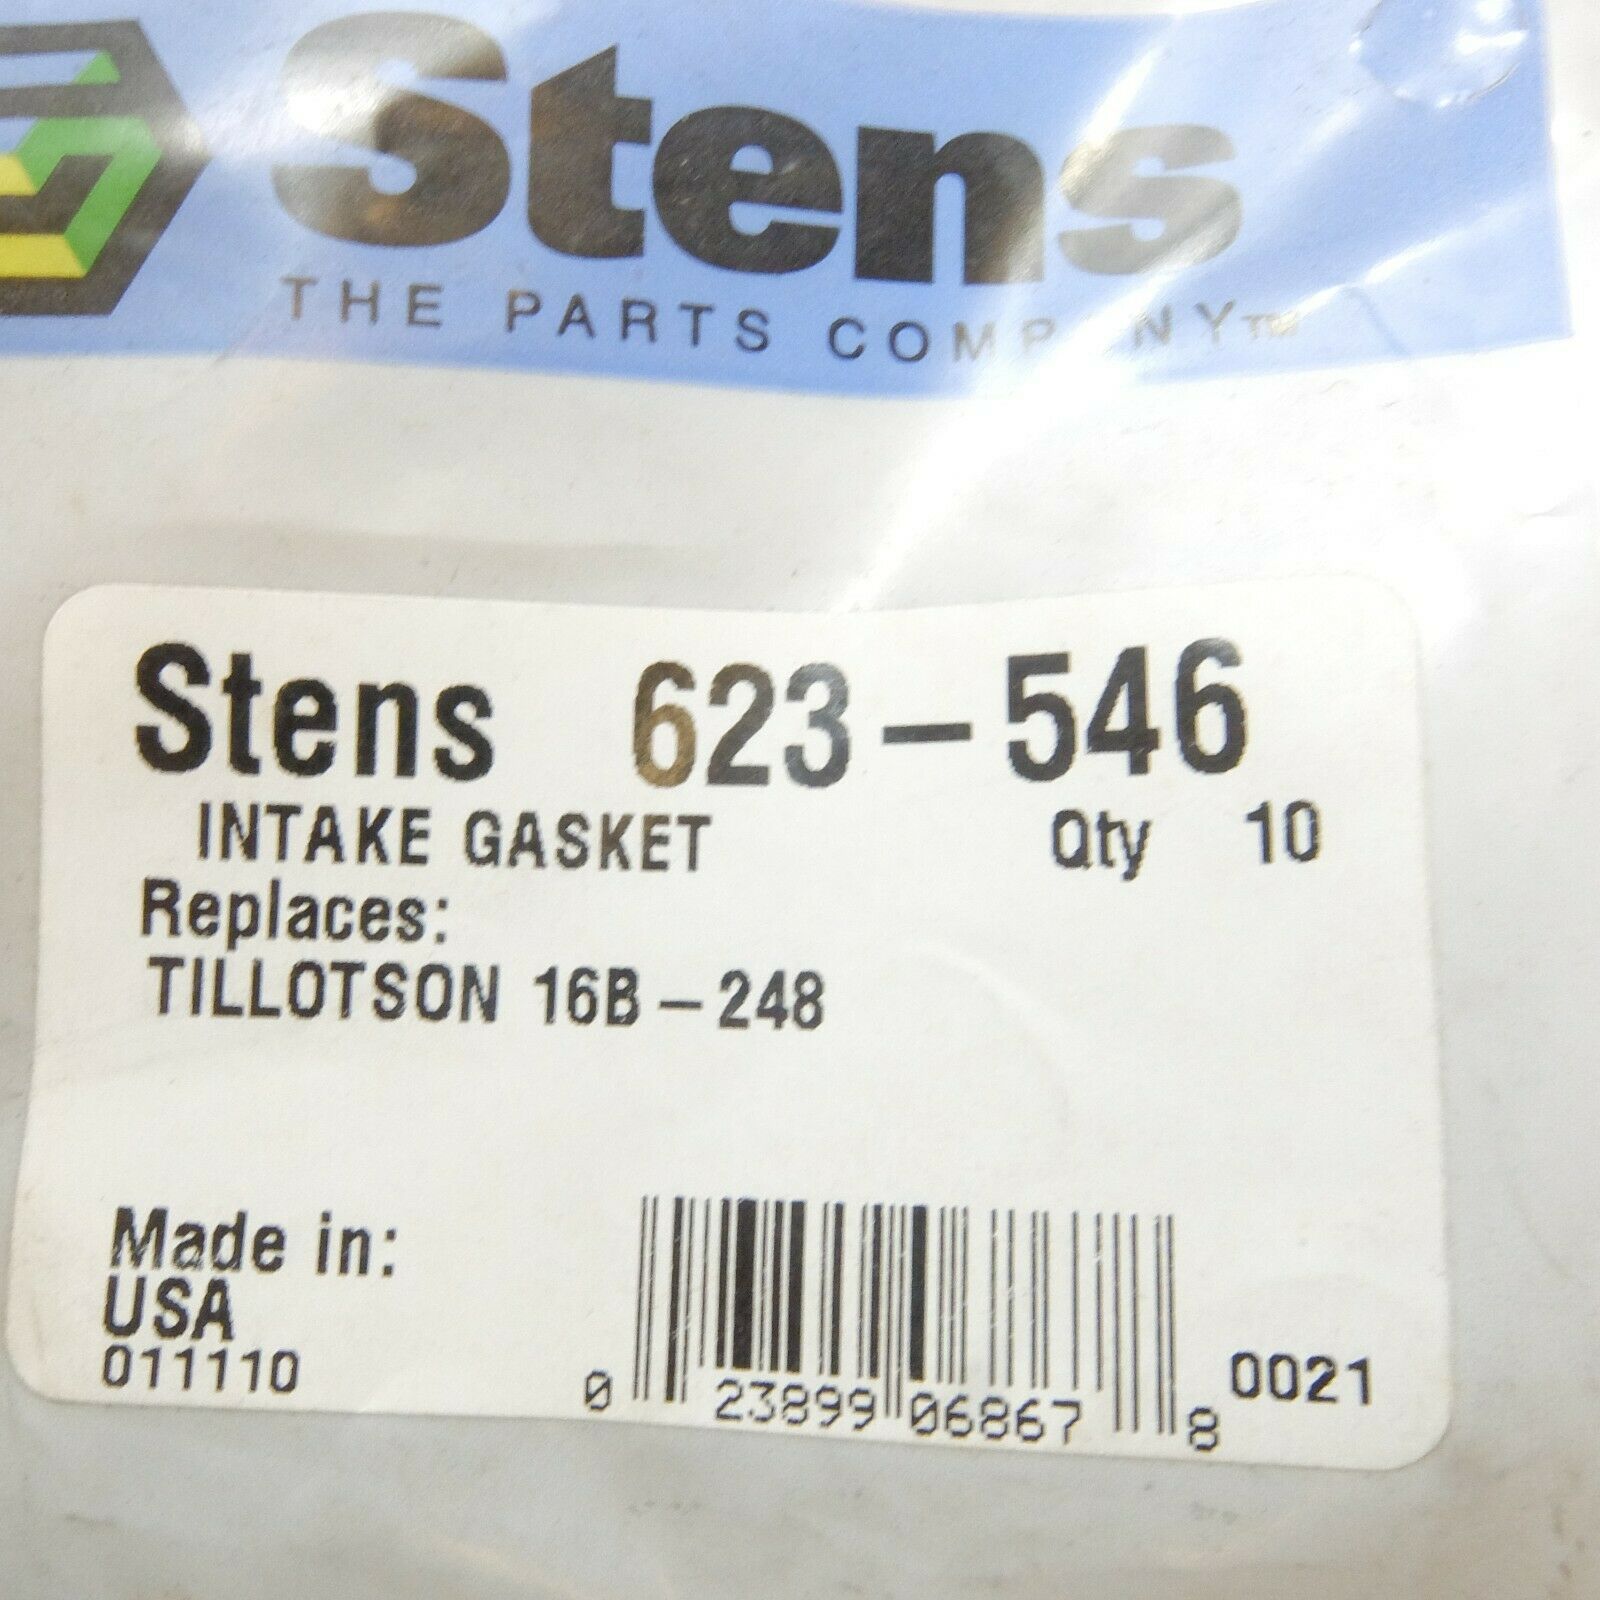 Stens
THE PARTS COMPANY™
Stens 623-546
INTAKE GASKET Qty 10
Replaces:
TILLOTSON 16B-248
Made in:
USA
011110
0 23899 06867 8 0021